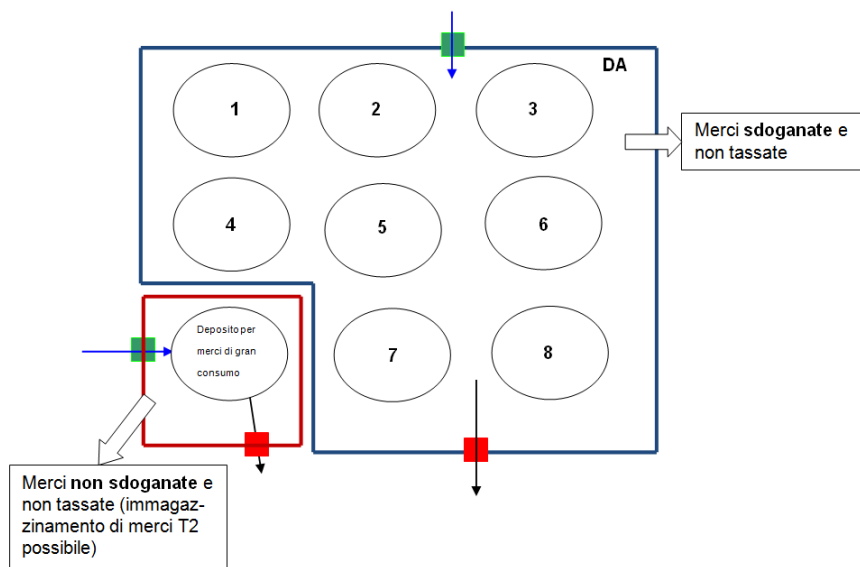 DA
1
2
3
Merci sdoganate e
non tassate
4
5
6
Deposito per
merci di gran
consumo
7
8
Merci non sdoganate e
non tassate (immagaz-
zinamento di merci T2
possibile)